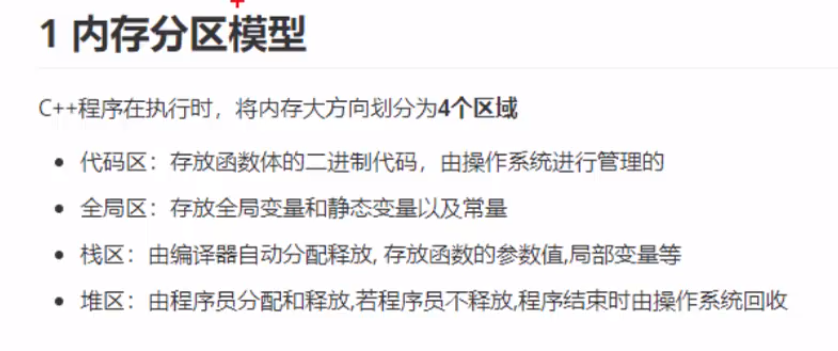 1 内存分区模型
C++程序在执行时，将内存大方向划分为4个区域
代码区：存放函数体的二进制代码，由操作系统进行管理的
全局区：存放全局变量和静态变量以及常量
栈区：由编译器自动分配释放, 存放函数的参数值,局部变量等
堆区：由程序员分配和释放,若程序员不释放,程序结束时由操作系统回收